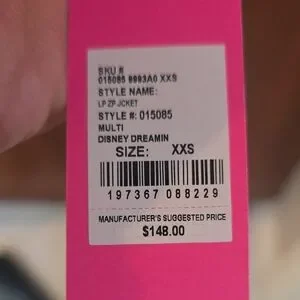 SKU #
015085 9993A0 XXS
STYLE NAME:
LP ZP JCKET
STYLE #: 015085
MULTI
DISNEY DREAMIN
SIZE: XXS
197367 088229
MANUFACTURER'S SUGGESTED PRICE
$148.00